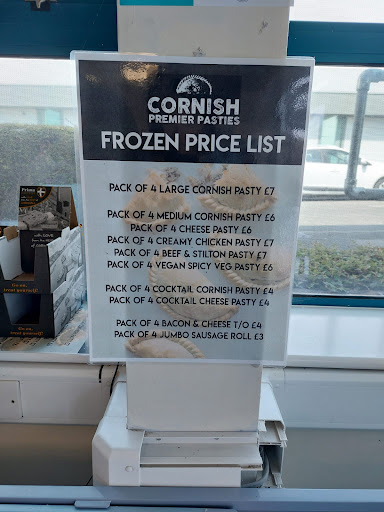 CORNISH
PREMIER PASTIES
FROZEN PRICE LIST
PACK OF 4 LARGE CORNISH PASTY £7
PACK OF 4 MEDIUM CORNISH PASTY £6
PACK OF 4 CHEESE PASTY £6
PACK OF 4 CREAMY CHICKEN PASTY £7
PACK OF 4 BEEF & STILTON PASTY £7
PACK OF 4 VEGAN SPICY VEG PASTY £6
PACK OF 4 COCKTAIL CORNISH PASTY £4
PACK OF 4 COCKTAIL CHEESE PASTY £4
PACK OF 4 BACON & CHEESE T/O £4
PACK OF 4 JUMBO SAUSAGE ROLL £3